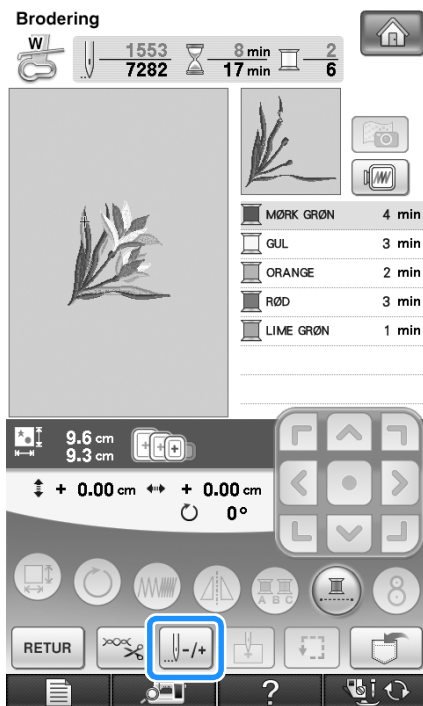 Brodering
W
1553 8 min 2
7282 17 min 6
MØRK GRØN 4 min
GUL 3 min
ORANGE 2 min
RØD 3 min
LIME GRØN 1 min
9.6 cm
9.3 cm
+ 0.00 cm + 0.00 cm
0°
A B C
RETUR -/+
?